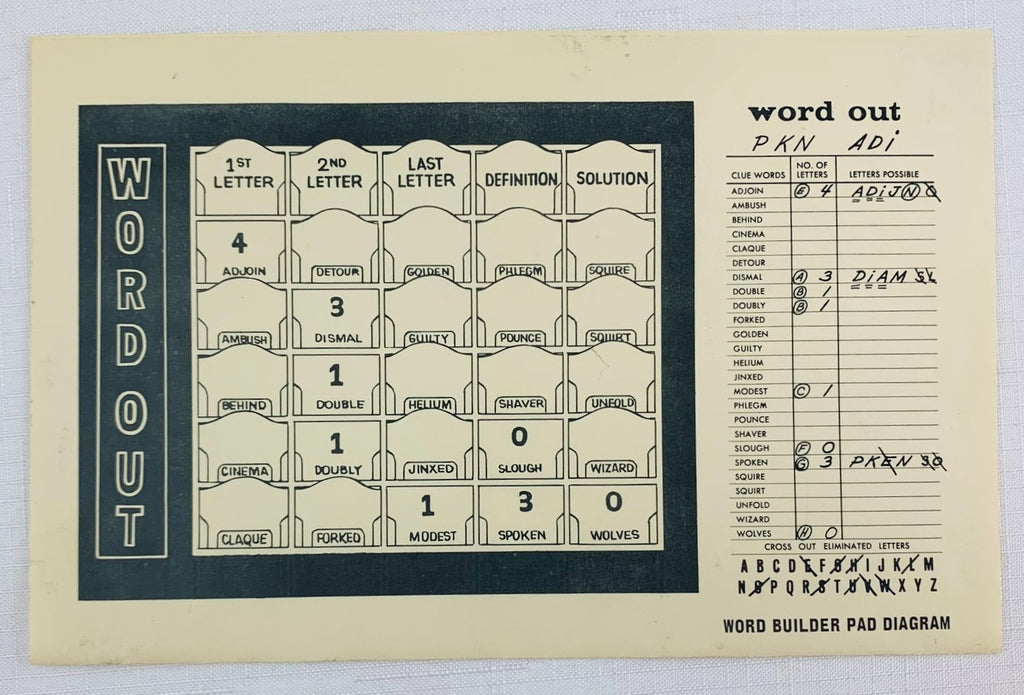 WORD OUT
1ST LETTER 2ND LETTER LAST LETTER DEFINITION SOLUTION
4 ADJOIN DETOUR GOLDEN PHLEGM SQUIRE
AMBUSH 3 DISMAL GUILTY POUNCE SQUIRT
BEHIND 1 DOUBLE HELIUM SHAVER UNFOLD
CINEMA 1 DOUBLY JINXED 0 SLOUGH WIZARD
CLAQUE FORKED 1 MODEST 3 SPOKEN 0 WOLVES
word out
PKN ADi
CLUE WORDS NO. OF LETTERS LETTERS POSSIBLE
ADJOIN E 4 ADiJN O
AMBUSH
BEHIND
CINEMA
CLAQUE
DETOUR
DISMAL A 3 DiAM SL
DOUBLE B 1
DOUBLY B 1
FORKED
GOLDEN
GUILTY
HELIUM
JINXED
MODEST C 1
PHLEGM
POUNCE
SHAVER
SLOUGH F 0
SPOKEN G 3 PKEN SO
SQUIRE
SQUIRT
UNFOLD
WIZARD
WOLVES H 0
CROSS OUT ELIMINATED LETTERS
A B C D E F G H I J K L M
N O P Q R S T U V W X Y Z
WORD BUILDER PAD DIAGRAM